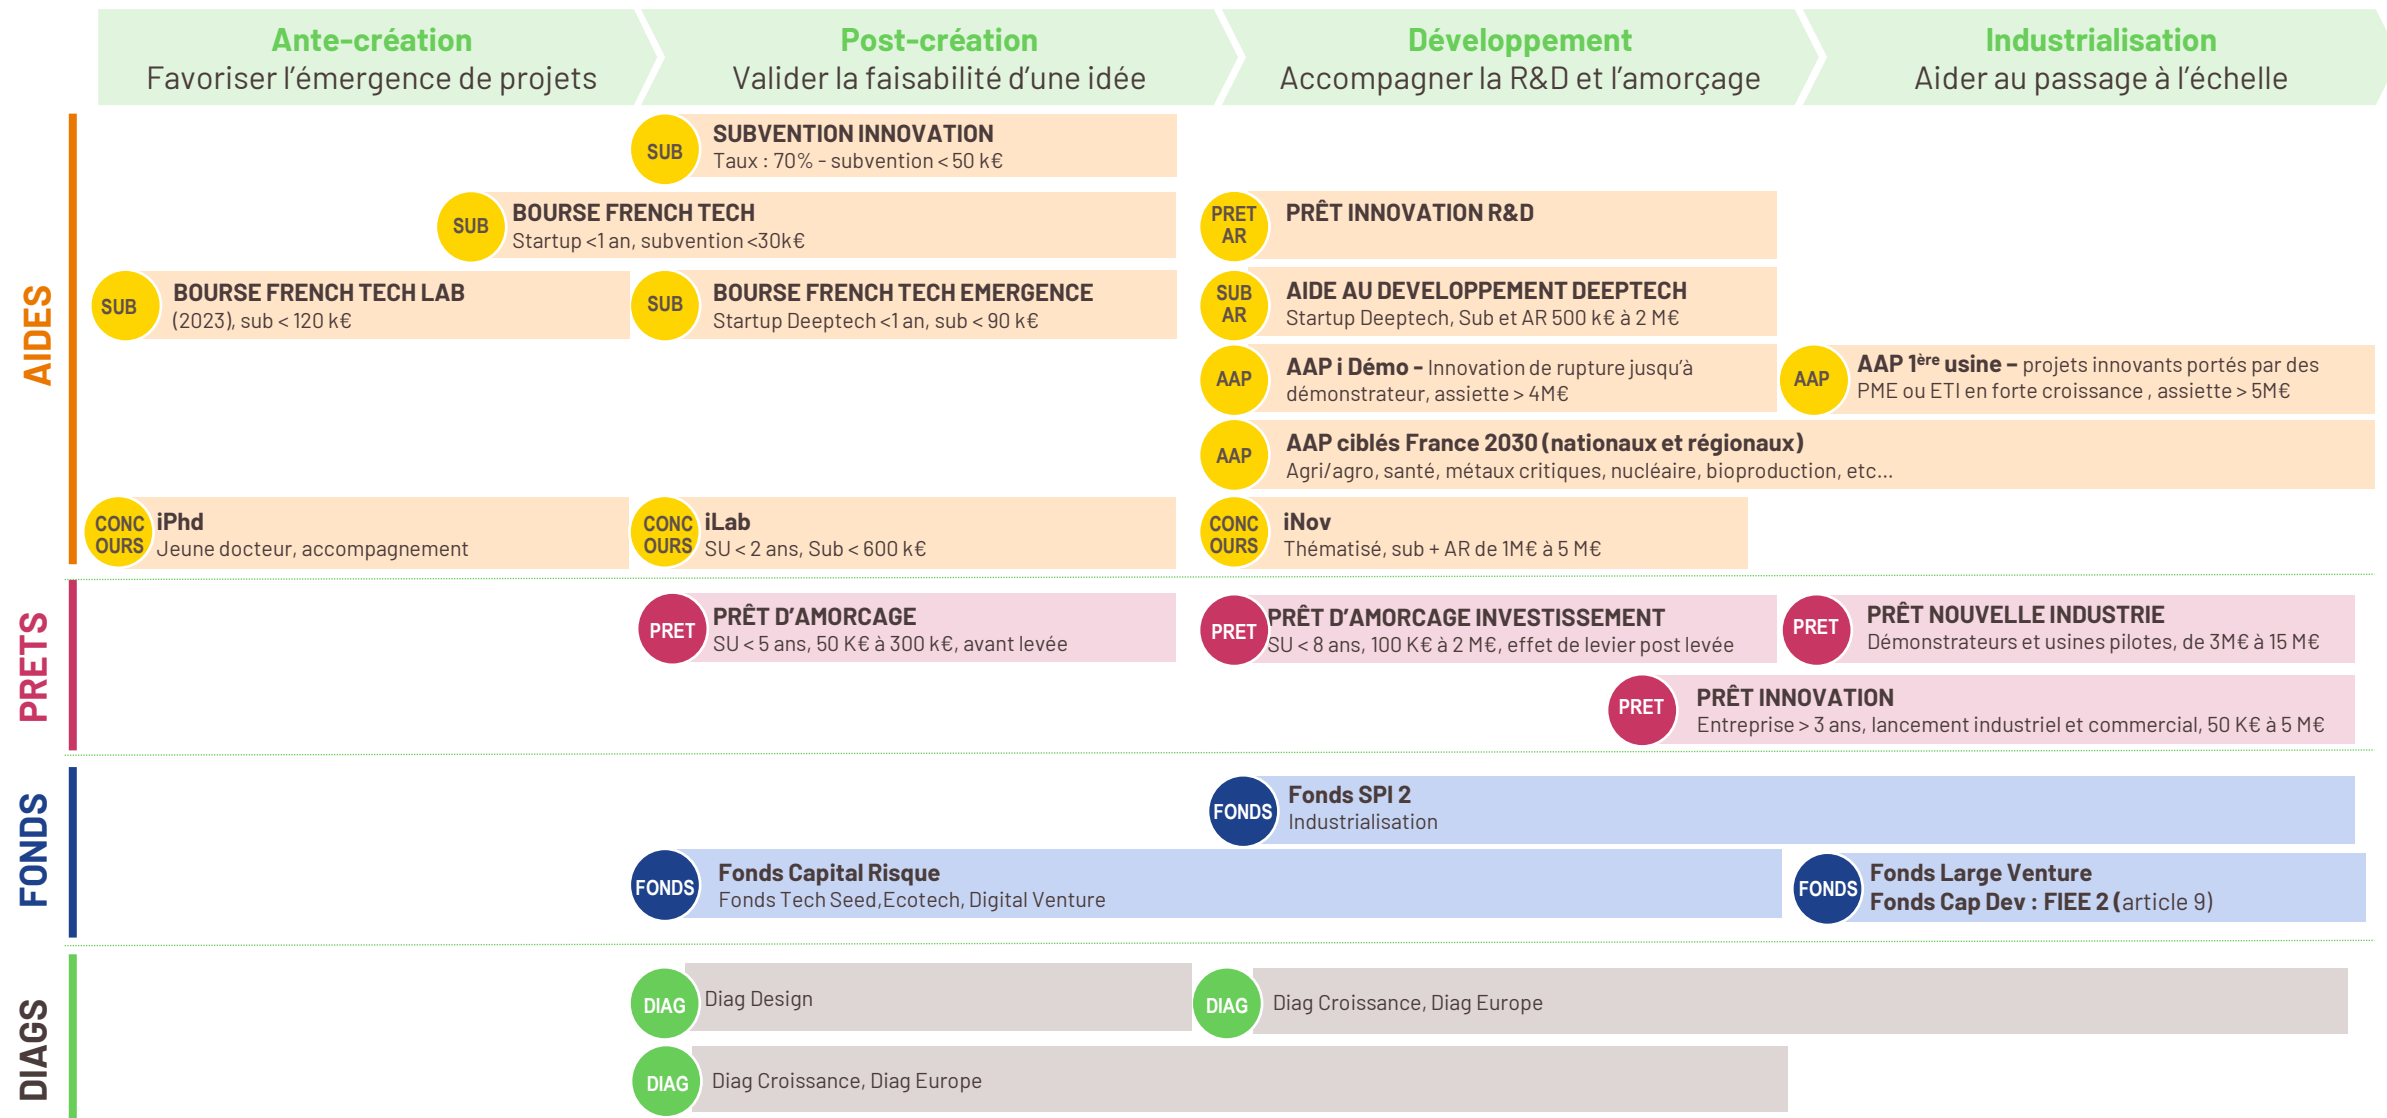 Ante-création
Favoriser l'émergence de projets
Post-création
Valider la faisabilité d'une idée
Développement
Accompagner la R&D et l'amorçage
Industrialisation
Aider au passage à l'échelle
AIDES
SUB
SUBVENTION INNOVATION
Taux : 70% - subvention < 50 k€
SUB
BOURSE FRENCH TECH
Startup <1 an, subvention <30k€
PRET
AR
PRÊT INNOVATION R&D
SUB
BOURSE FRENCH TECH LAB
(2023), sub < 120 k€
SUB
BOURSE FRENCH TECH EMERGENCE
Startup Deeptech <1 an, sub < 90 k€
SUB
AR
AIDE AU DEVELOPPEMENT DEEPTECH
Startup Deeptech, Sub et AR 500 k€ à 2 M€
AAP
AAP i Démo - Innovation de rupture jusqu'à
démonstrateur, assiette > 4M€
AAP
AAP 1ère usine – projets innovants portés par des
PME ou ETI en forte croissance , assiette > 5M€
AAP
AAP ciblés France 2030 (nationaux et régionaux)
Agri/agro, santé, métaux critiques, nucléaire, bioproduction, etc...
CONC
OURS
iPhd
Jeune docteur, accompagnement
CONC
OURS
iLab
SU < 2 ans, Sub < 600 k€
CONC
OURS
iNov
Thématisé, sub + AR de 1M€ à 5 M€
PRETS
PRET
PRÊT D'AMORCAGE
SU < 5 ans, 50 K€ à 300 k€, avant levée
PRET
PRÊT D'AMORCAGE INVESTISSEMENT
SU < 8 ans, 100 K€ à 2 M€, effet de levier post levée
PRET
PRÊT NOUVELLE INDUSTRIE
Démonstrateurs et usines pilotes, de 3M€ à 15 M€
PRET
PRÊT INNOVATION
Entreprise > 3 ans, lancement industriel et commercial, 50 K€ à 5 M€
FONDS
FONDS
Fonds SPI 2
Industrialisation
FONDS
Fonds Capital Risque
Fonds Tech Seed,Ecotech, Digital Venture
FONDS
Fonds Large Venture
Fonds Cap Dev : FIEE 2 (article 9)
DIAGS
DIAG
Diag Design
DIAG
Diag Croissance, Diag Europe
DIAG
Diag Croissance, Diag Europe